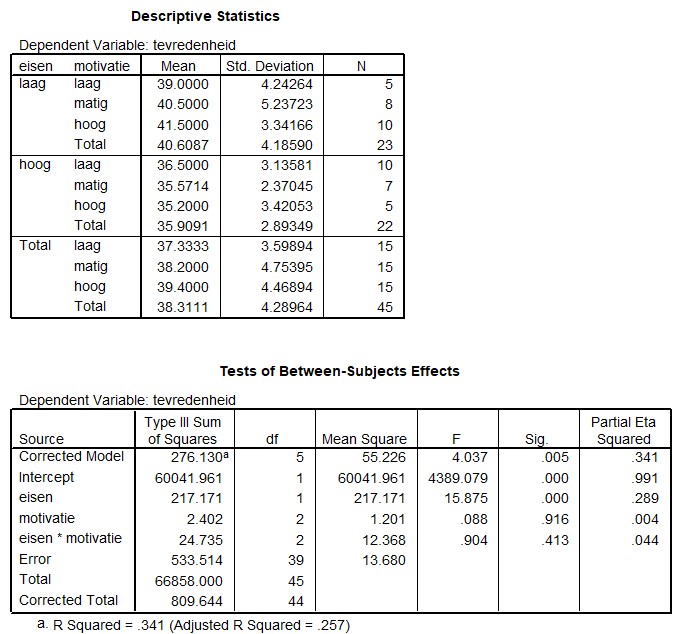 Descriptive Statistics
Dependent Variable: tevredenheid
eisen motivatie Mean Std. Deviation N
laag laag 39.0000 4.24264 5
matig 40.5000 5.23723 8
hoog 41.5000 3.34166 10
Total 40.6087 4.18590 23
hoog laag 36.5000 3.13581 10
matig 35.5714 2.37045 7
hoog 35.2000 3.42053 5
Total 35.9091 2.89349 22
Total laag 37.3333 3.59894 15
matig 38.2000 4.75395 15
hoog 39.4000 4.46894 15
Total 38.3111 4.28964 45
Tests of Between-Subjects Effects
Dependent Variable: tevredenheid
Type III Sum Partial Eta
Source of Squares df Mean Square F Sig. Squared
Corrected Model 276.130a 5 55.226 4.037 .005 .341
Intercept 60041.961 1 60041.961 4389.079 .000 .991
eisen 217.171 1 217.171 15.875 .000 .289
motivatie 2.402 2 1.201 .088 .916 .004
eisen * motivatie 24.735 2 12.368 .904 .413 .044
Error 533.514 39 13.680
Total 66858.000 45
Corrected Total 809.644 44
a. R Squared = .341 (Adjusted R Squared = .257)